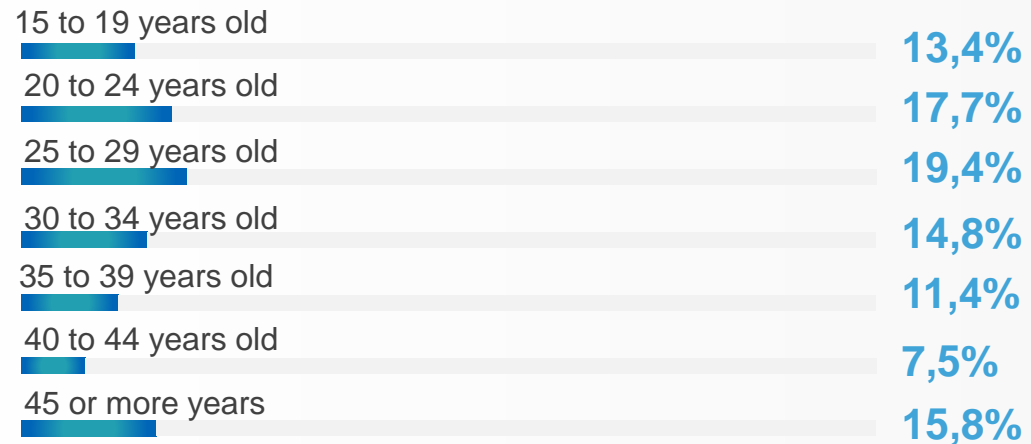 15 to 19 years old
13,4%
20 to 24 years old
17,7%
25 to 29 years old
19,4%
30 to 34 years old
14,8%
35 to 39 years old
11,4%
40 to 44 years old
7,5%
45 or more years
15,8%